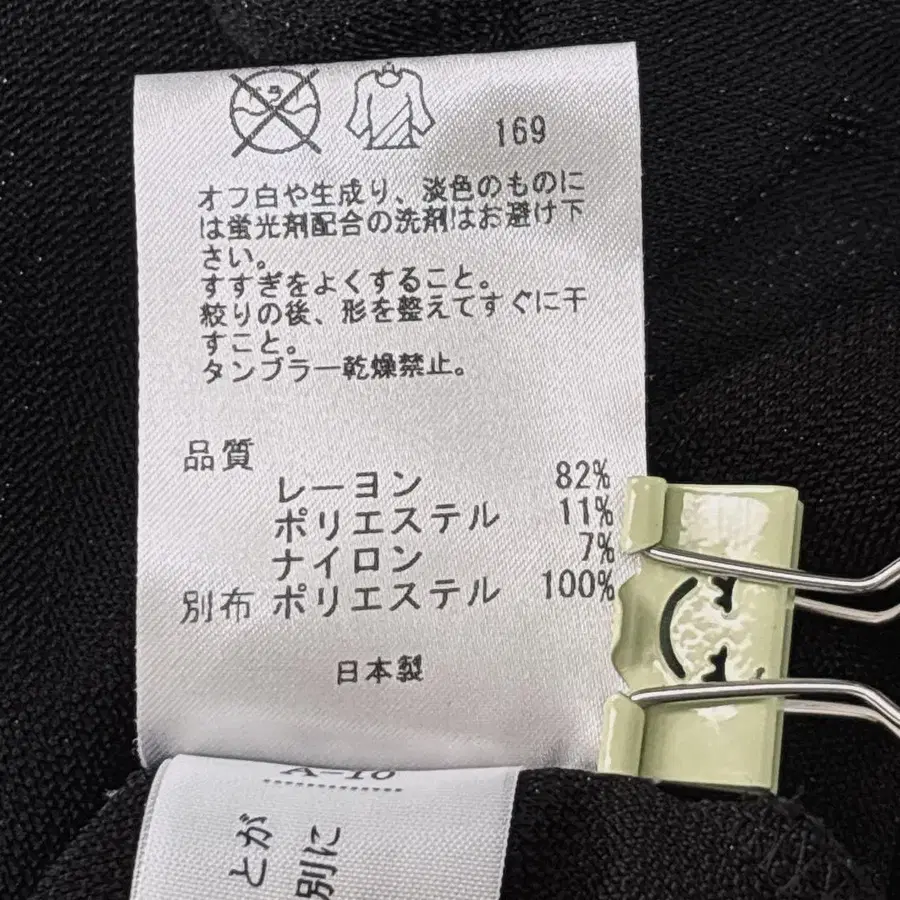 169
オフ白や生成り、淡色のものに
は蛍光剤配合の洗剤はお避け下
さい。
すすぎをよくすること。
絞りの後、形を整えてすぐに干
すこと。
タンブラー乾燥禁止。
品質
レーヨン 82%
ポリエステル 11%
ナイロン 7%
別布 ポリエステル 100%
日本製
A-16
とが
別に